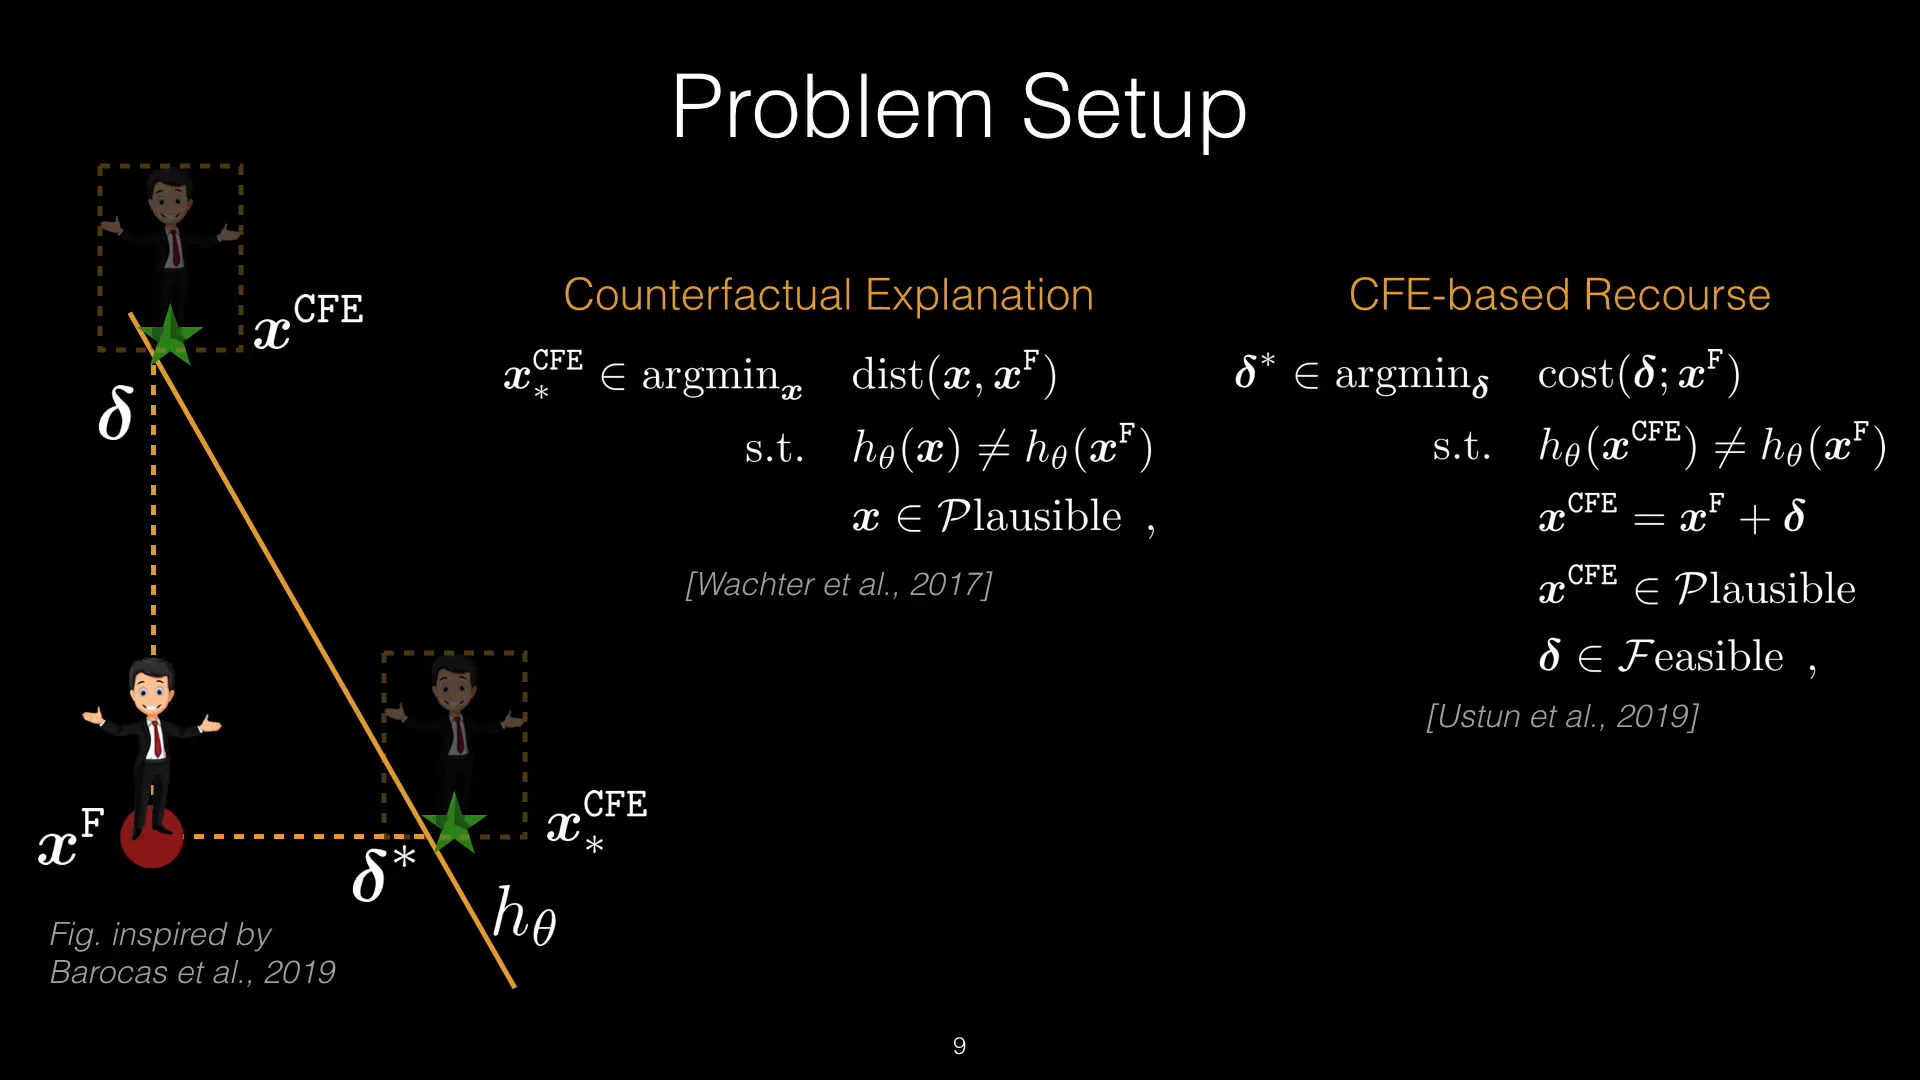 Problem Setup
x^CFE
δ
x^F
δ*
x_*^CFE
h_θ
Fig. inspired by
Barocas et al., 2019
Counterfactual Explanation
x_*^CFE ∈ argmin_x dist(x, x^F)
s.t. h_θ(x) ≠ h_θ(x^F)
x ∈ 𝒫lausible ,
[Wachter et al., 2017]
CFE-based Recourse
δ* ∈ argmin_δ cost(δ; x^F)
s.t. h_θ(x^CFE) ≠ h_θ(x^F)
x^CFE = x^F + δ
x^CFE ∈ 𝒫lausible
δ ∈ ℱeasible ,
[Ustun et al., 2019]
9